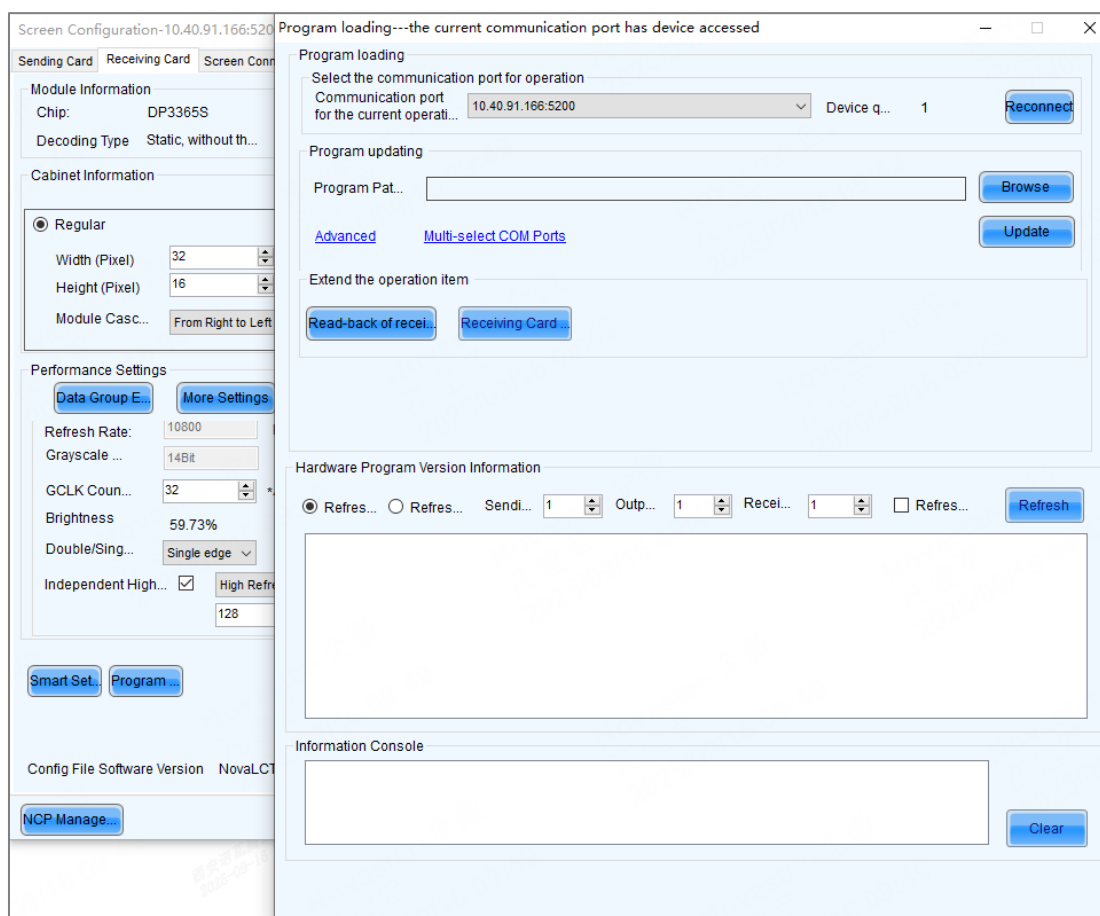 Screen Configuration-10.40.91.166:520
Sending Card
Receiving Card
Screen Conn
Module Information
Chip: DP3365S
Decoding Type Static, without th...
Cabinet Information
Regular
Width (Pixel) 32
Height (Pixel) 16
Module Casc... From Right to Left
Performance Settings
Data Group E...
More Settings
Refresh Rate: 10800
Grayscale ... 14Bit
GCLK Coun... 32
Brightness 59.73%
Double/Sing... Single edge
Independent High... High Refre
128
Smart Set...
Program ...
Config File Software Version NovaLCT
NCP Manage...
Program loading---the current communication port has device accessed
Program loading
Select the communication port for operation
Communication port
for the current operati...
10.40.91.166:5200
Device q... 1
Reconnect
Program updating
Program Pat...
Browse
Advanced
Multi-select COM Ports
Update
Extend the operation item
Read-back of recei...
Receiving Card ...
Hardware Program Version Information
Refres... Refres... Sendi... 1 Outp... 1 Recei... 1 Refres... Refresh
Information Console
Clear